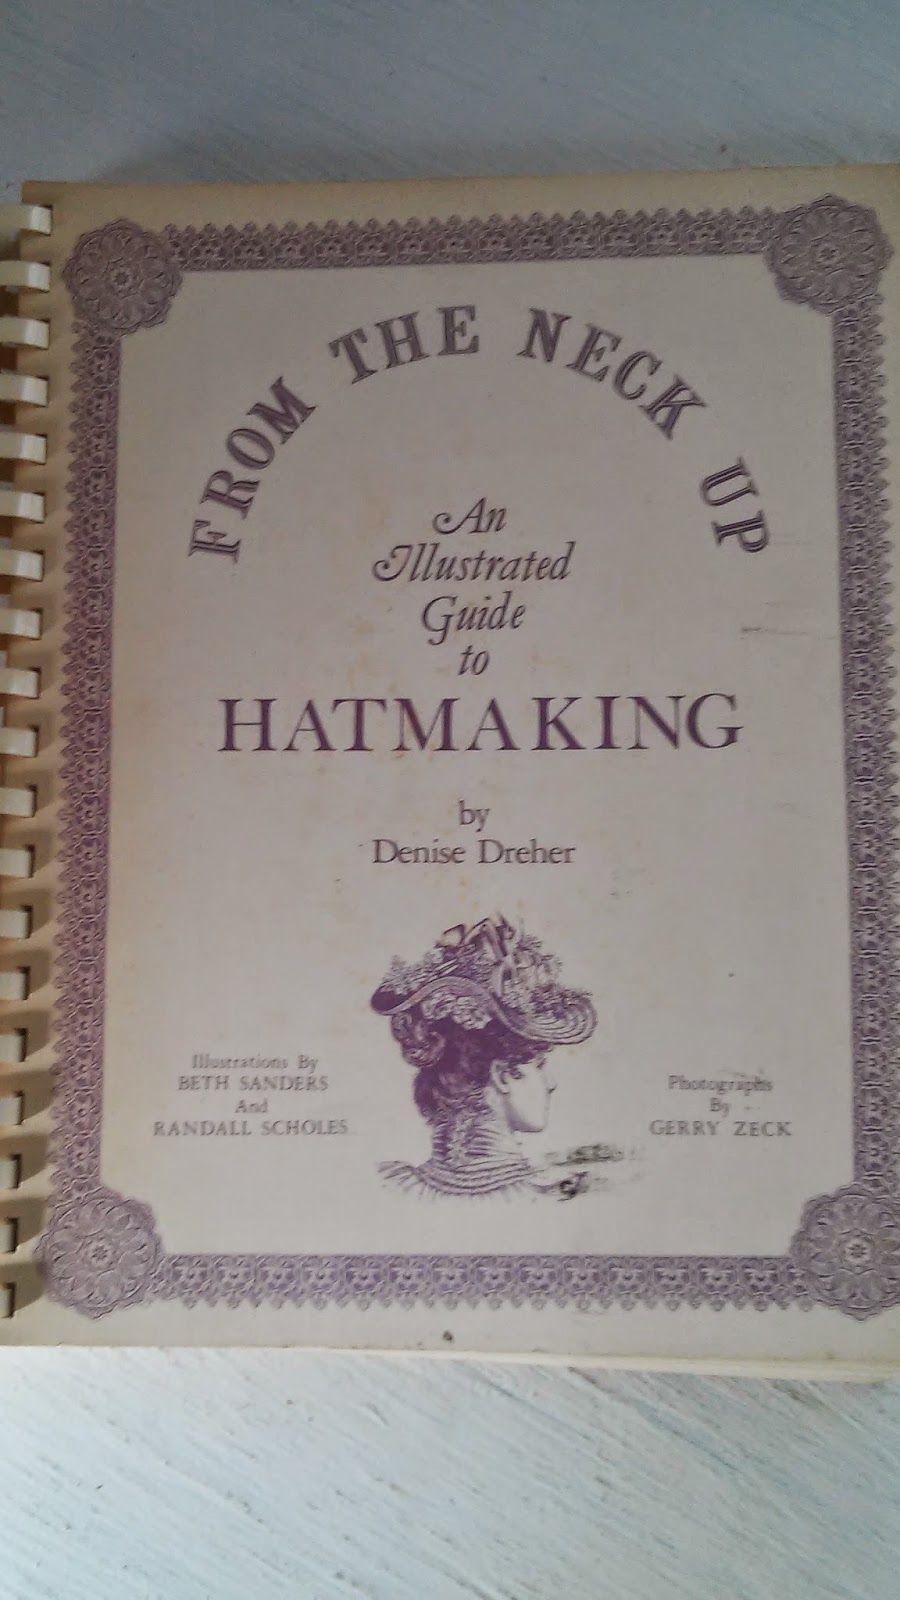 FROM THE NECK UP
An
Illustrated
Guide
to
HATMAKING
by
Denise Dreher
Illustrations By
BETH SANDERS
And
RANDALL SCHOLES
Photographs
By
GERRY ZECK